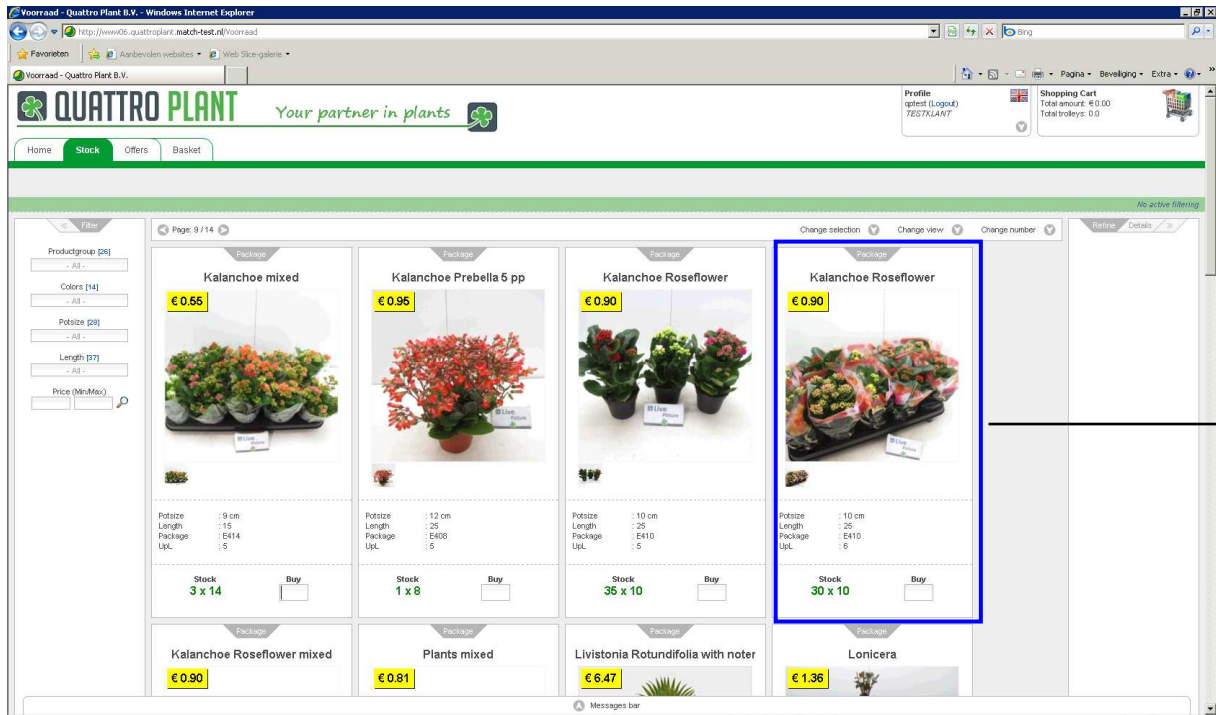 Voorraad - Quattro Plant B.V. - Windows Internet Explorer
http://www06.quattroplant.match-test.nl/Voorraad
Bing
Favorieten Aanbevolen websites Web Slice-galerie
Voorraad - Quattro Plant B.V.
Pagina Beveiliging Extra
QUATTRO PLANT
Your partner in plants
Profile
qptest (Logout)
TESTKLANT
Shopping Cart
Total amount: € 0.00
Total trolleys: 0.0
Home Stock Offers Basket
No active filtering
Filter
Page: 9 / 14
Change selection Change view Change number
Refine Details
Productgroup [26]
- All -
Colors [14]
- All -
Potsize [28]
- All -
Length [37]
- All -
Price (Min/Max)
Package
Kalanchoe mixed
€ 0.55
Live Picture
Potsize : 9 cm
Length : 15
Package : E414
UpL : 5
Stock Buy
3 x 14
Package
Kalanchoe Prebella 5 pp
€ 0.95
Live Picture
Potsize : 12 cm
Length : 25
Package : E408
UpL : 5
Stock Buy
1 x 8
Package
Kalanchoe Roseflower
€ 0.90
Live Picture
Potsize : 10 cm
Length : 25
Package : E410
UpL : 5
Stock Buy
35 x 10
Package
Kalanchoe Roseflower
€ 0.90
Live Picture
Potsize : 10 cm
Length : 25
Package : E410
UpL : 6
Stock Buy
30 x 10
Package
Kalanchoe Roseflower mixed
€ 0.90
Package
Plants mixed
€ 0.81
Package
Livistonia Rotundifolia with noter
€ 6.47
Package
Lonicera
€ 1.36
Messages bar